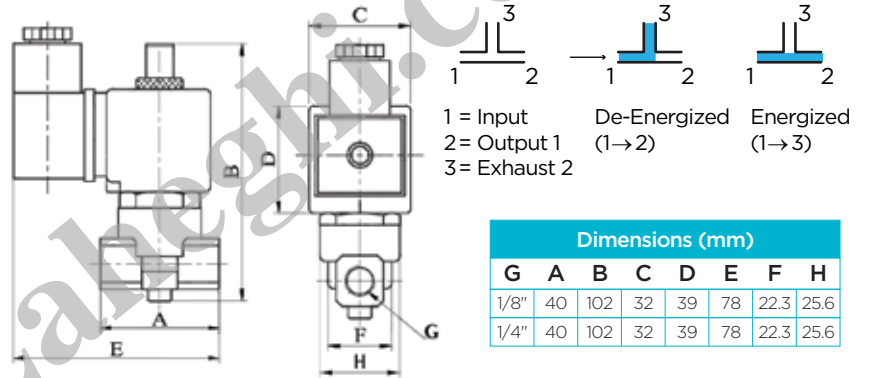 C
3
3
3
1
2
1
2
1
2
1 = Input
2 = Output 1
3 = Exhaust 2
De-Energized
(1→2)
Energized
(1→3)
B
D
A
E
F
H
G
Dimensions (mm)
G A B C D E F H
1/8" 40 102 32 39 78 22.3 25.6
1/4" 40 102 32 39 78 22.3 25.6